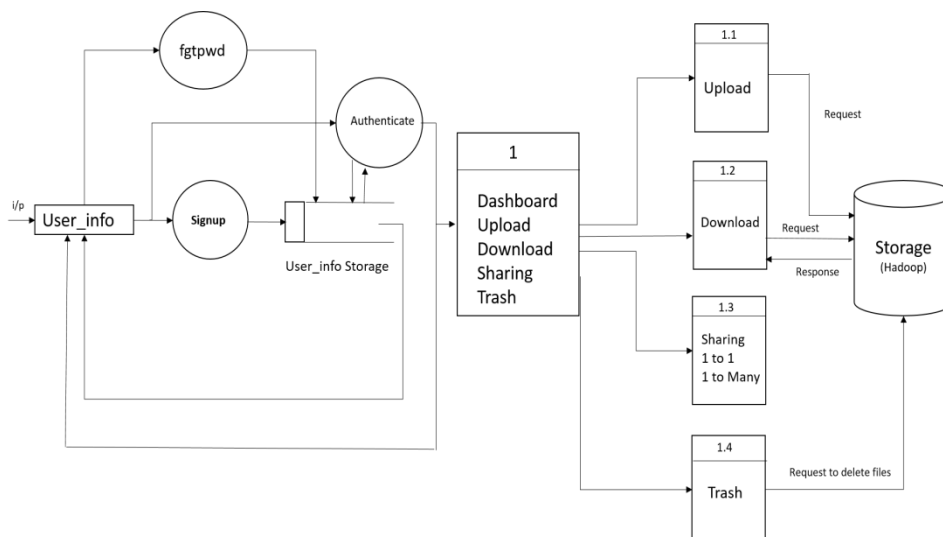 fgtpwd
Authenticate
i/p
User_info
Signup
User_info Storage
1
Dashboard
Upload
Download
Sharing
Trash
1.1
Upload
Request
1.2
Download
Request
Response
Storage
(Hadoop)
1.3
Sharing
1 to 1
1 to Many
1.4
Trash
Request to delete files